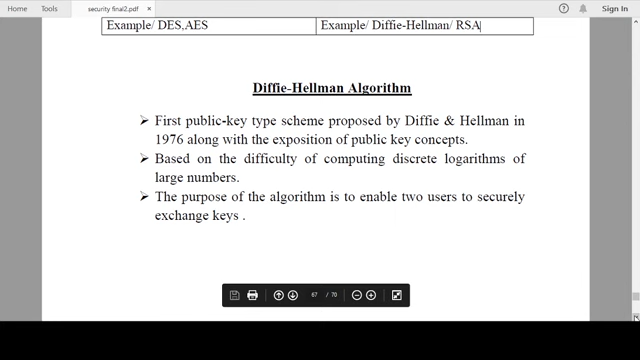 Home Tools security final2.pdf × ? Sign In
Example/ DES,AES Example/ Diffie-Hellman/ RSA
Diffie-Hellman Algorithm
➢ First public-key type scheme proposed by Diffie & Hellman in
1976 along with the exposition of public key concepts.
➢ Based on the difficulty of computing discrete logarithms of
large numbers.
➢ The purpose of the algorithm is to enable two users to securely
exchange keys .
67 / 70